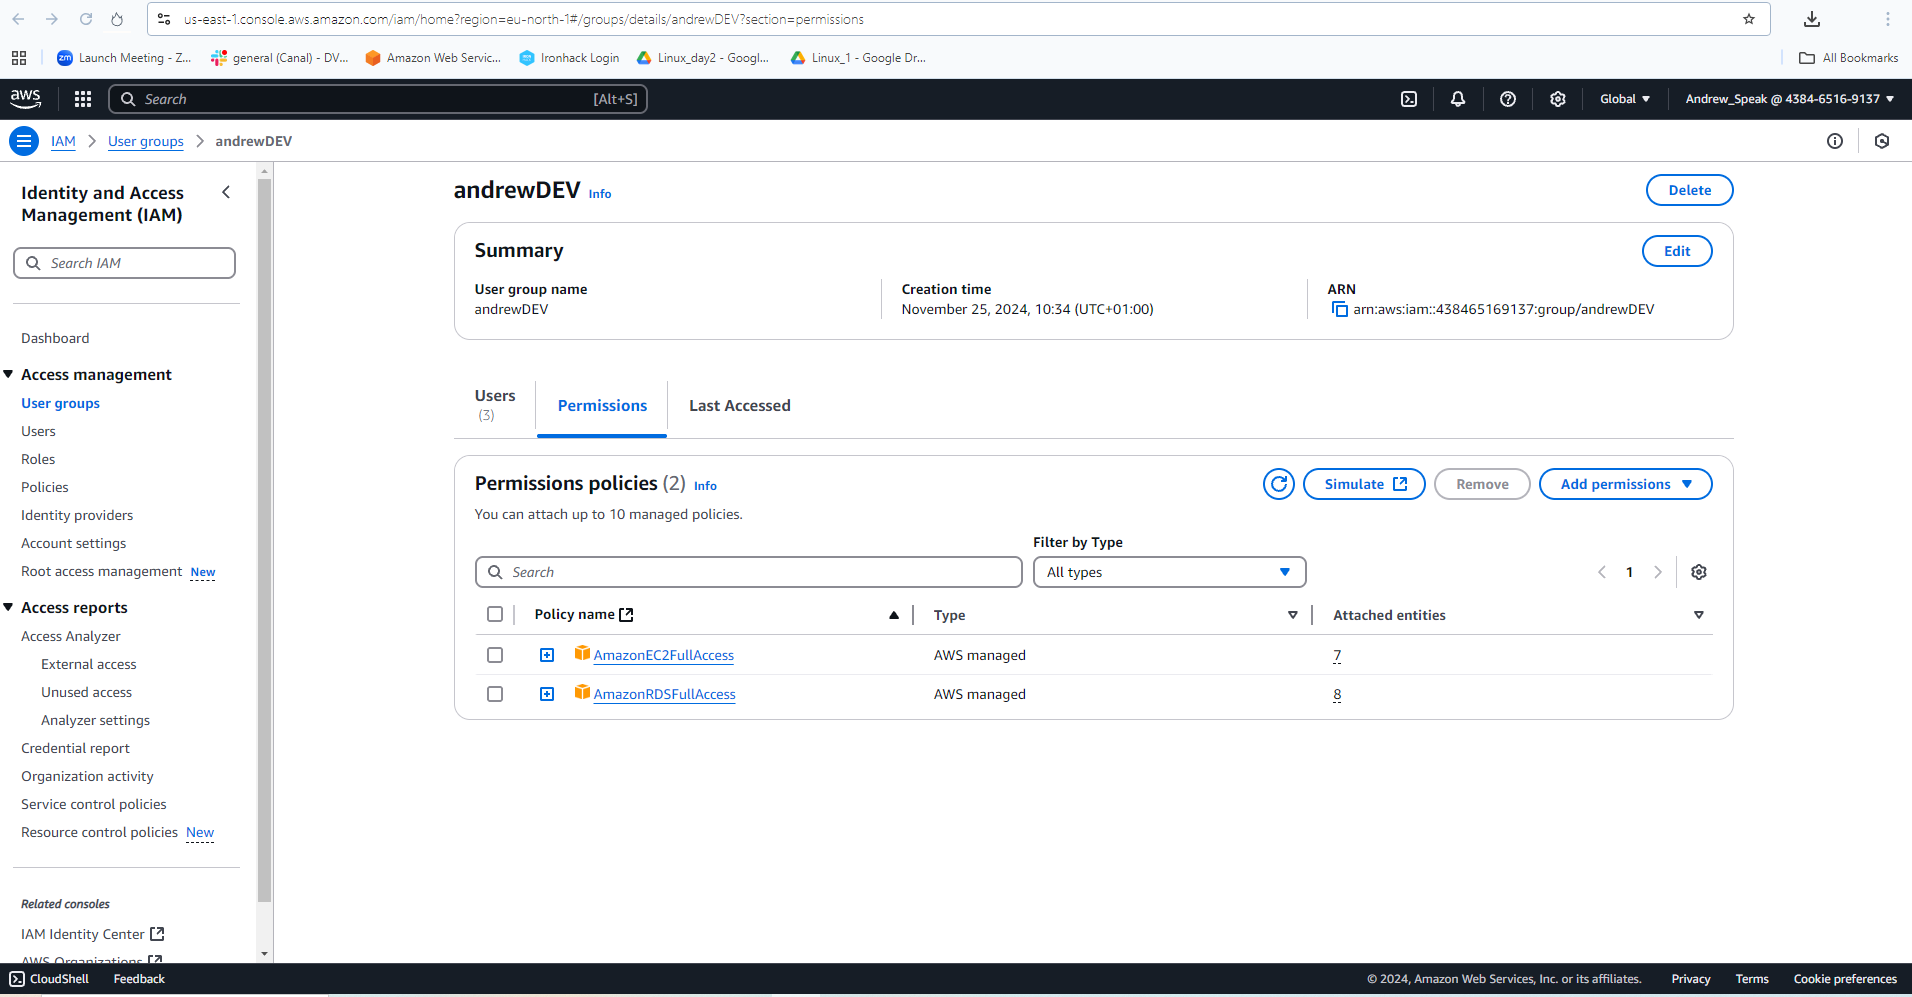 us-east-1.console.aws.amazon.com/iam/home?region=eu-north-1#/groups/details/andrewDEV?section=permissions
Launch Meeting - Z...
general (Canal) - DV...
Amazon Web Servic...
Ironhack Login
Linux_day2 - Googl...
Linux_1 - Google Dr...
All Bookmarks
aws
Search
[Alt+S]
Global
Andrew_Speak @ 4384-6516-9137
IAM
User groups
andrewDEV
Identity and Access
Management (IAM)
Search IAM
Dashboard
Access management
User groups
Users
Roles
Policies
Identity providers
Account settings
Root access management New
Access reports
Access Analyzer
External access
Unused access
Analyzer settings
Credential report
Organization activity
Service control policies
Resource control policies New
Related consoles
IAM Identity Center
AWS Organizations
andrewDEV Info
Delete
Summary
Edit
User group name
andrewDEV
Creation time
November 25, 2024, 10:34 (UTC+01:00)
ARN
arn:aws:iam::438465169137:group/andrewDEV
Users
(3)
Permissions
Last Accessed
Permissions policies (2) Info
Simulate
Remove
Add permissions
You can attach up to 10 managed policies.
Filter by Type
Search
All types
1
Policy name
Type
Attached entities
AmazonEC2FullAccess
AWS managed
7
AmazonRDSFullAccess
AWS managed
8
CloudShell
Feedback
© 2024, Amazon Web Services, Inc. or its affiliates.
Privacy
Terms
Cookie preferences